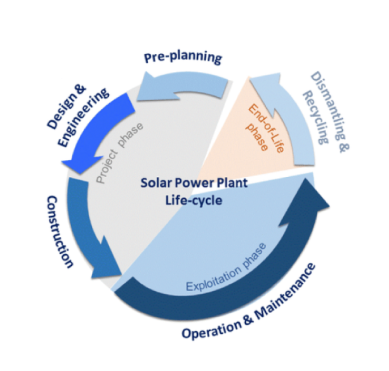 Pre-planning
Design &
Engineering
Project phase
Construction
Solar Power Plant
Life-cycle
End-of-Life
phase
Dismantling &
Recycling
Exploitation phase
Operation & Maintenance